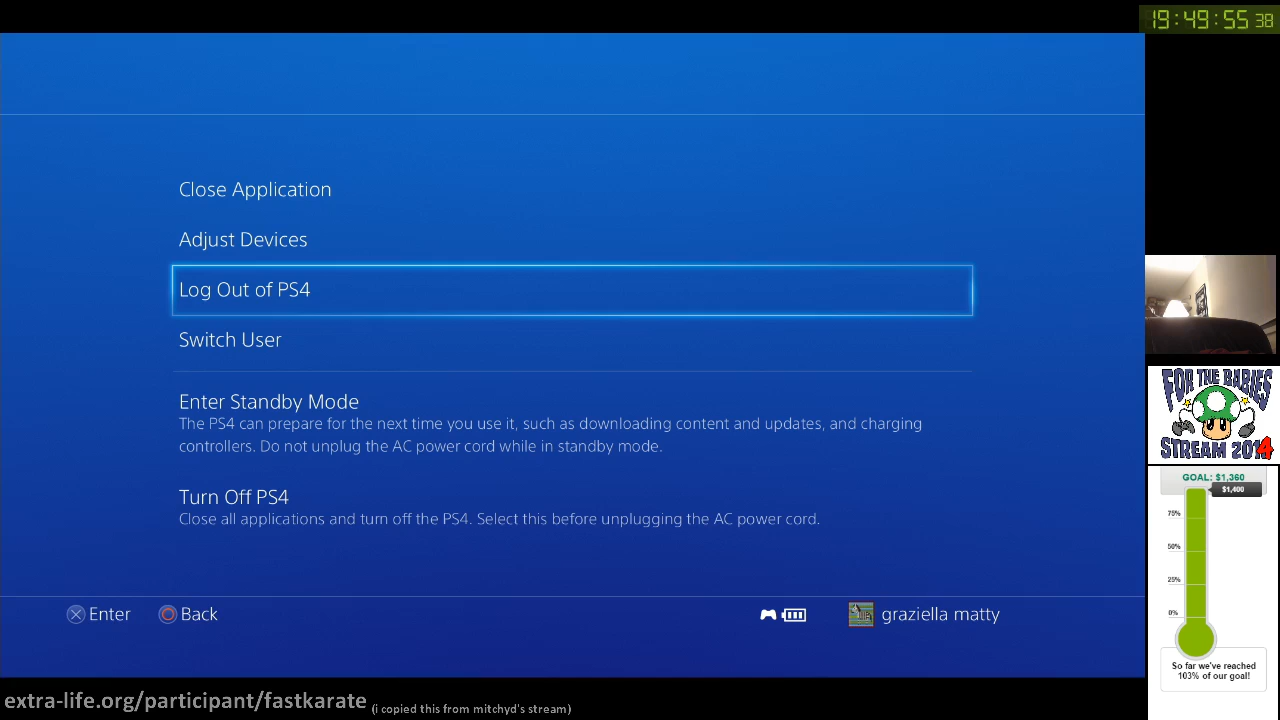 19:49:55 38
Close Application
Adjust Devices
Log Out of PS4
Switch User
Enter Standby Mode
The PS4 can prepare for the next time you use it, such as downloading content and updates, and charging
controllers. Do not unplug the AC power cord while in standby mode.
Turn Off PS4
Close all applications and turn off the PS4. Select this before unplugging the AC power cord.
Enter
Back
graziella matty
FOR THE BABIES
STREAM 2014
GOAL: $1,360
$1,400
75%
50%
25%
0%
So far we've reached
103% of our goal!
extra-life.org/participant/fastkarate (i copied this from mitchyd's stream)